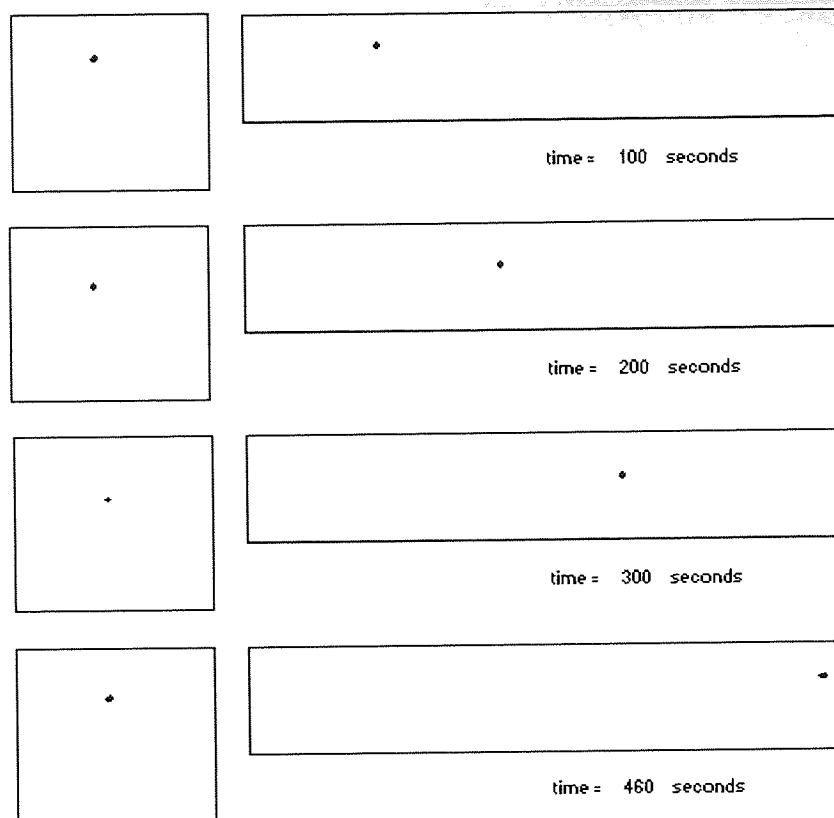 time = 100 seconds
time = 200 seconds
time = 300 seconds
time = 460 seconds